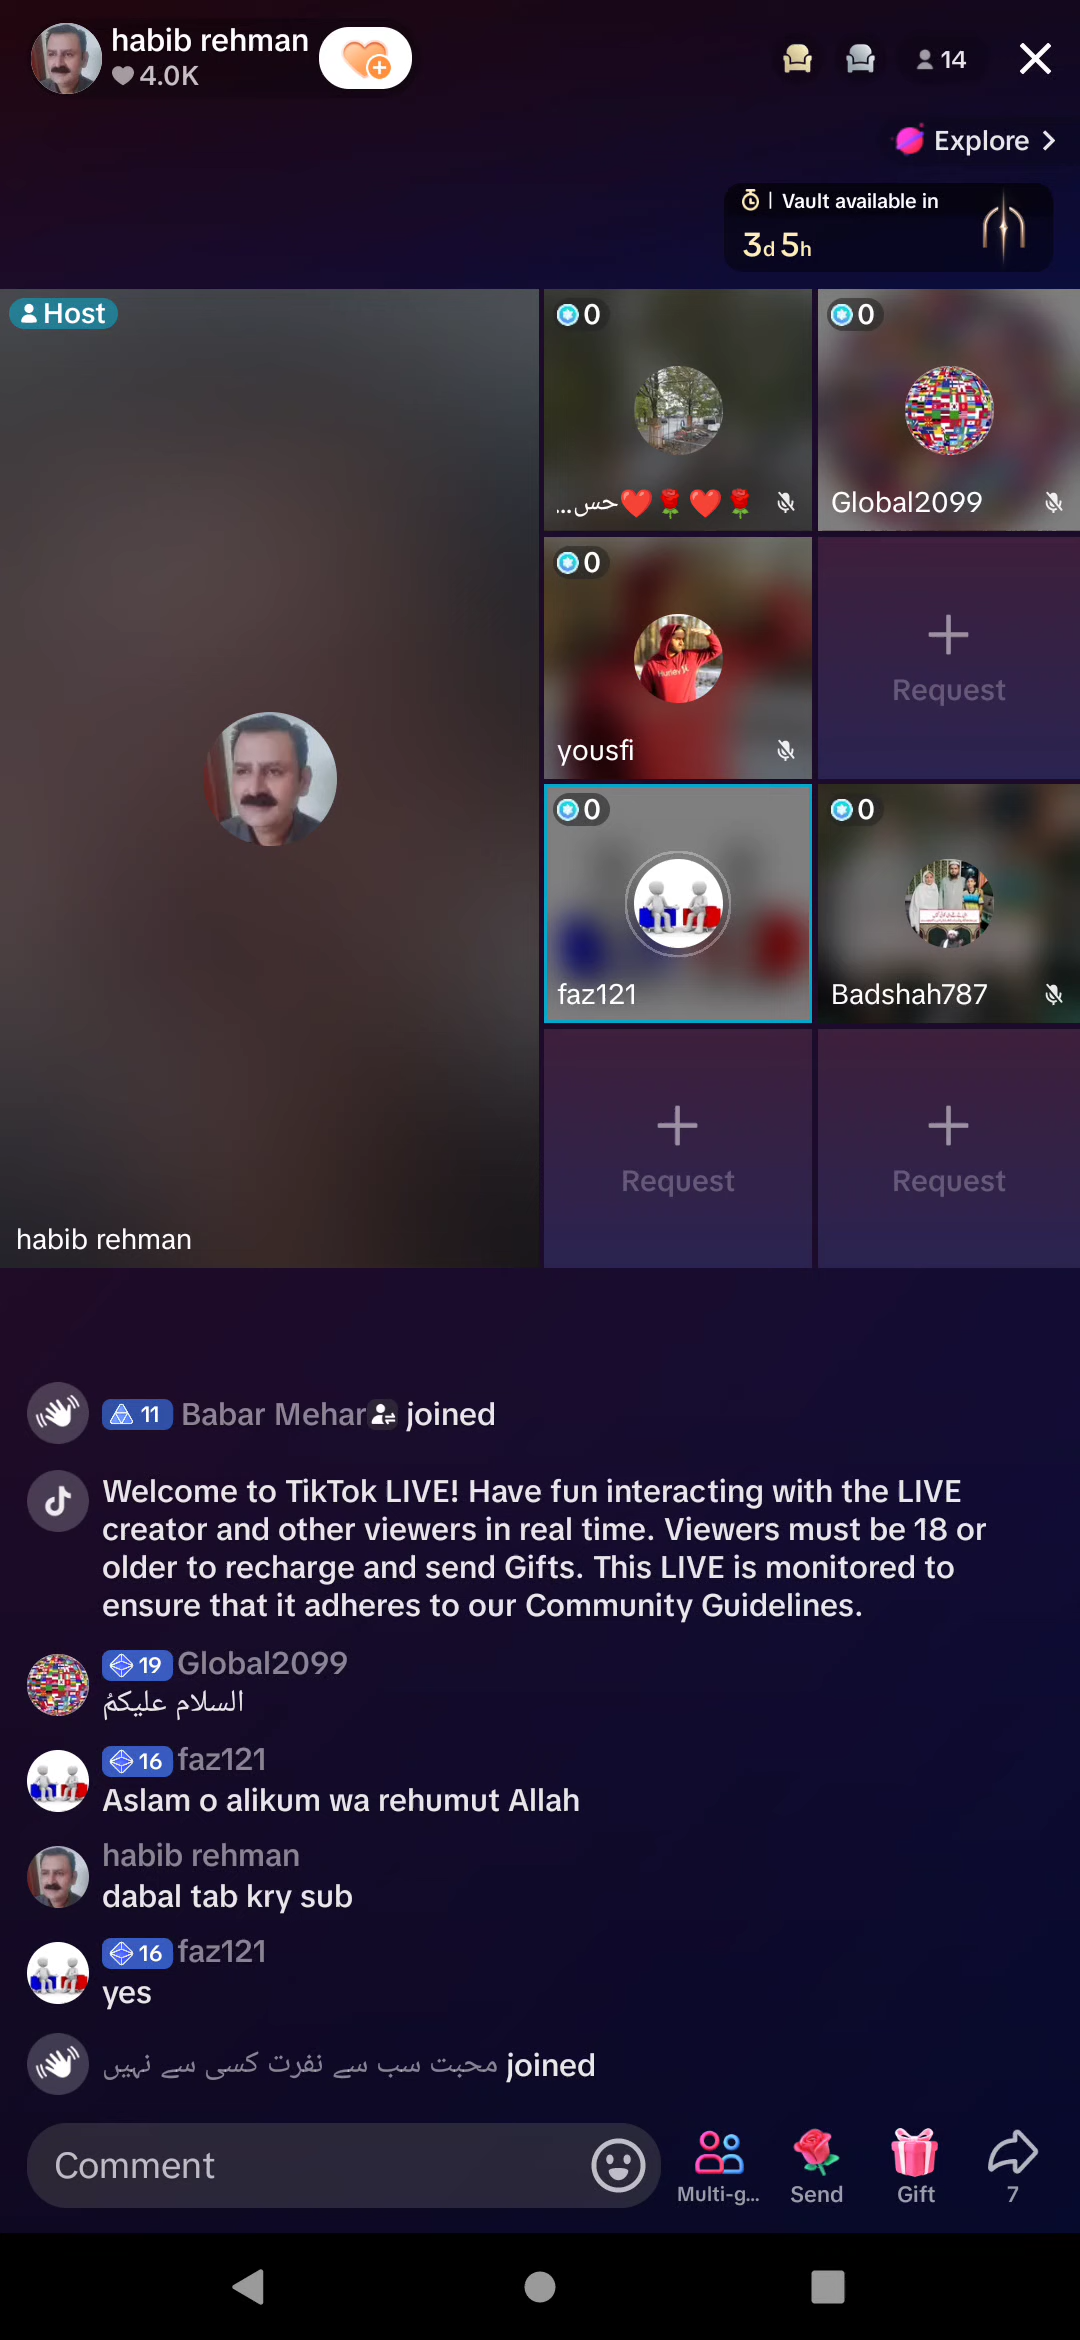 habib rehman
4.0K
14
Explore
Vault available in
3d 5h
Host
0
حس...
0
Global2099
0
yousfi
Request
0
faz121
0
Badshah787
Request
Request
habib rehman
11 Babar Mehar joined
Welcome to TikTok LIVE! Have fun interacting with the LIVE
creator and other viewers in real time. Viewers must be 18 or
older to recharge and send Gifts. This LIVE is monitored to
ensure that it adheres to our Community Guidelines.
19 Global2099
السلام عليكمُ
16 faz121
Aslam o alikum wa rehumut Allah
habib rehman
dabal tab kry sub
16 faz121
yes
محبت سب سے نفرت کسی سے نہیں joined
Comment
Multi-g...
Send
Gift
7